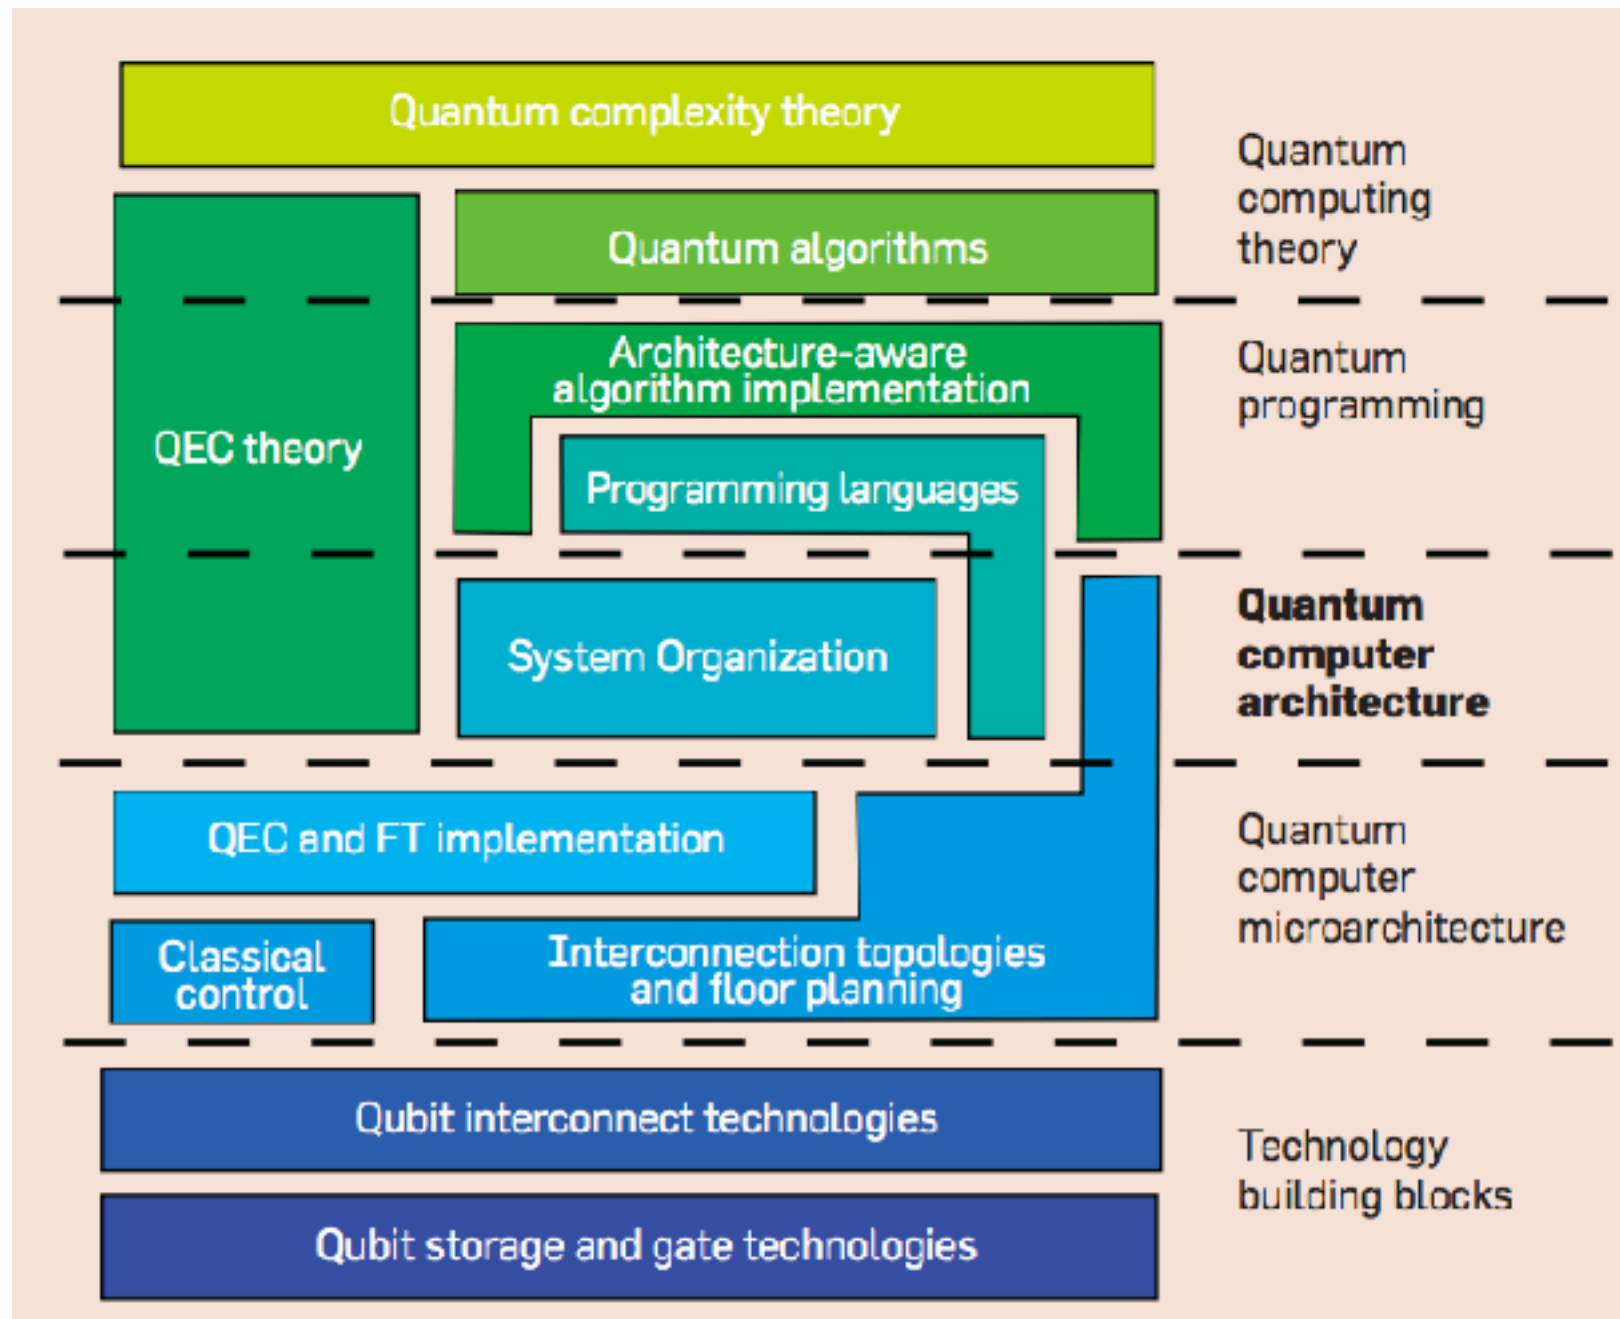 Quantum complexity theory
Quantum
computing
theory
Quantum algorithms
QEC theory
Architecture-aware
algorithm implementation
Quantum
programming
Programming languages
System Organization
Quantum
computer
architecture
QEC and FT implementation
Quantum
computer
microarchitecture
Classical
control
Interconnection topologies
and floor planning
Qubit interconnect technologies
Technology
building blocks
Qubit storage and gate technologies